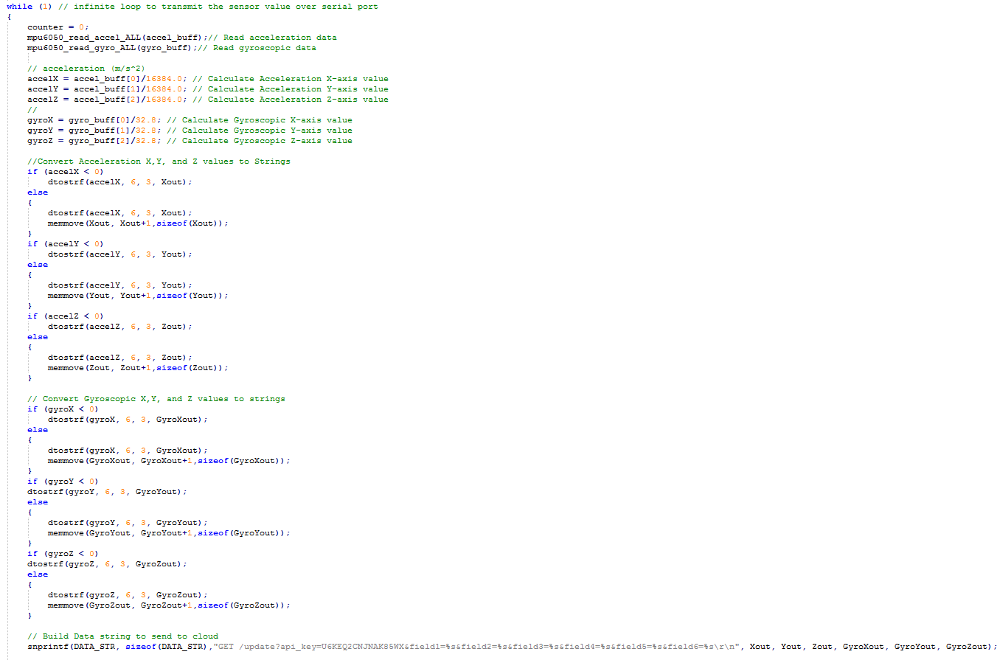 while (1) // infinite loop to transmit the sensor value over serial port
{
counter = 0;
mpu6050_read_accel_ALL(accel_buff);// Read acceleration data
mpu6050_read_gyro_ALL(gyro_buff);// Read gyroscopic data
// acceleration (m/s^2)
accelX = accel_buff[0]/16384.0; // Calculate Acceleration X-axis value
accelY = accel_buff[1]/16384.0; // Calculate Acceleration Y-axis value
accelZ = accel_buff[2]/16384.0; // Calculate Acceleration Z-axis value
//
gyroX = gyro_buff[0]/32.8; // Calculate Gyroscopic X-axis value
gyroY = gyro_buff[1]/32.8; // Calculate Gyroscopic Y-axis value
gyroZ = gyro_buff[2]/32.8; // Calculate Gyroscopic Z-axis value
//Convert Acceleration X,Y, and Z values to Strings
if (accelX < 0)
dtostrf(accelX, 6, 3, Xout);
else
{
dtostrf(accelX, 6, 3, Xout);
memmove(Xout, Xout+1,sizeof(Xout));
}
if (accelY < 0)
dtostrf(accelY, 6, 3, Yout);
else
{
dtostrf(accelY, 6, 3, Yout);
memmove(Yout, Yout+1,sizeof(Yout));
}
if (accelZ < 0)
dtostrf(accelZ, 6, 3, Zout);
else
{
dtostrf(accelZ, 6, 3, Zout);
memmove(Zout, Zout+1,sizeof(Zout));
}
// Convert Gyroscopic X,Y, and Z values to strings
if (gyroX < 0)
dtostrf(gyroX, 6, 3, GyroXout);
else
{
dtostrf(gyroX, 6, 3, GyroXout);
memmove(GyroXout, GyroXout+1,sizeof(GyroXout));
}
if (gyroY < 0)
dtostrf(gyroY, 6, 3, GyroYout);
else
{
dtostrf(gyroY, 6, 3, GyroYout);
memmove(GyroYout, GyroYout+1,sizeof(GyroYout));
}
if (gyroZ < 0)
dtostrf(gyroZ, 6, 3, GyroZout);
else
{
dtostrf(gyroZ, 6, 3, GyroZout);
memmove(GyroZout, GyroZout+1,sizeof(GyroZout));
}
// Build Data string to send to cloud
snprintf(DATA_STR, sizeof(DATA_STR),"GET /update?api_key=U6KEQ2CNJNAK85WX&field1=%s&field2=%s&field3=%s&field4=%s&field5=%s&field6=%s\r\n", Xout, Yout, Zout, GyroXout, GyroYout, GyroZout);